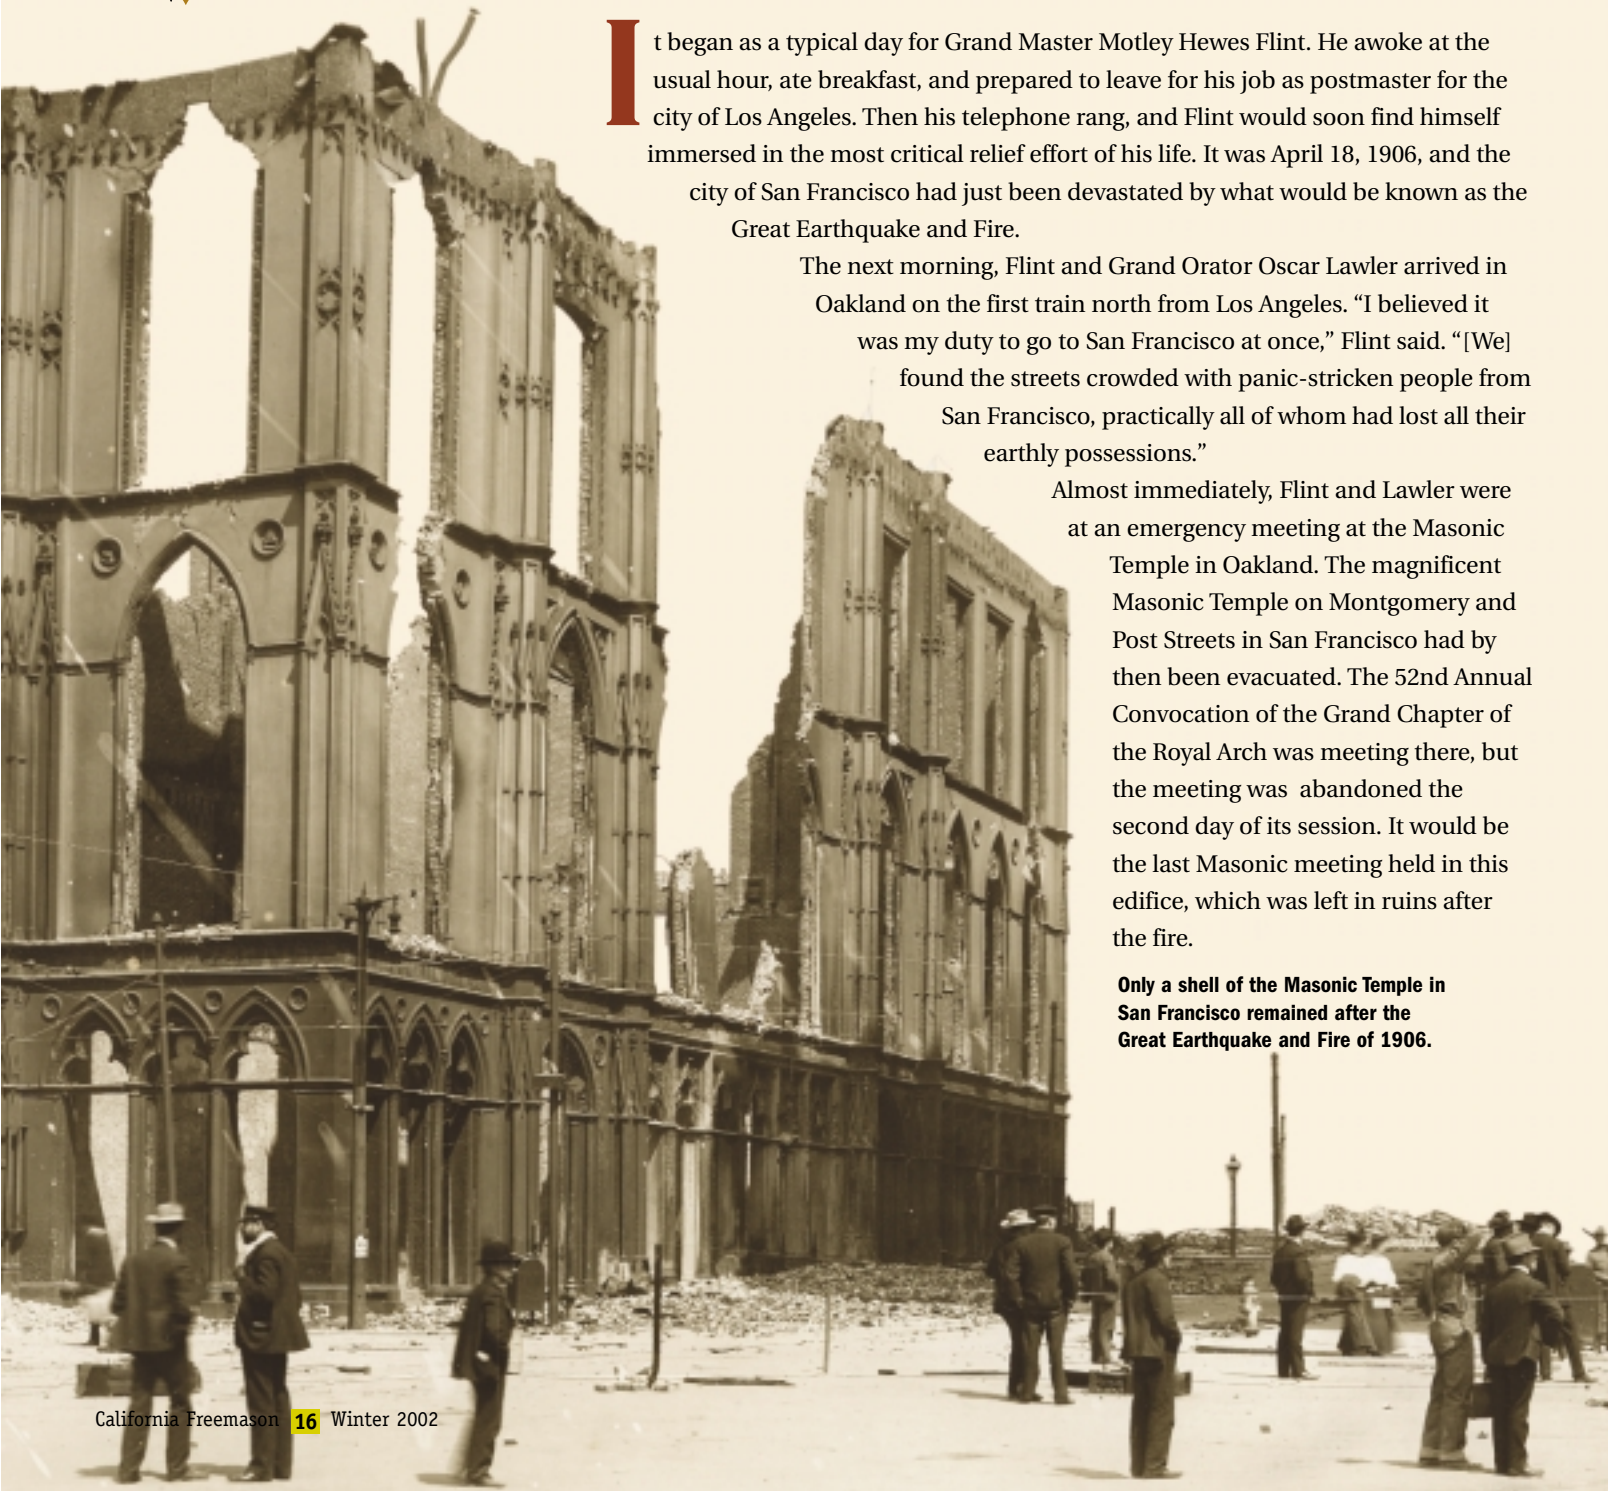 It began as a typical day for Grand Master Motley Hewes Flint. He awoke at the
usual hour, ate breakfast, and prepared to leave for his job as postmaster for the
city of Los Angeles. Then his telephone rang, and Flint would soon find himself
immersed in the most critical relief effort of his life. It was April 18, 1906, and the
city of San Francisco had just been devastated by what would be known as the
Great Earthquake and Fire.
The next morning, Flint and Grand Orator Oscar Lawler arrived in
Oakland on the first train north from Los Angeles. “I believed it
was my duty to go to San Francisco at once,” Flint said. “[We]
found the streets crowded with panic-stricken people from
San Francisco, practically all of whom had lost all their
earthly possessions.”
Almost immediately, Flint and Lawler were
at an emergency meeting at the Masonic
Temple in Oakland. The magnificent
Masonic Temple on Montgomery and
Post Streets in San Francisco had by
then been evacuated. The 52nd Annual
Convocation of the Grand Chapter of
the Royal Arch was meeting there, but
the meeting was abandoned the
second day of its session. It would be
the last Masonic meeting held in this
edifice, which was left in ruins after
the fire.
Only a shell of the Masonic Temple in
San Francisco remained after the
Great Earthquake and Fire of 1906.
California Freemason 16 Winter 2002